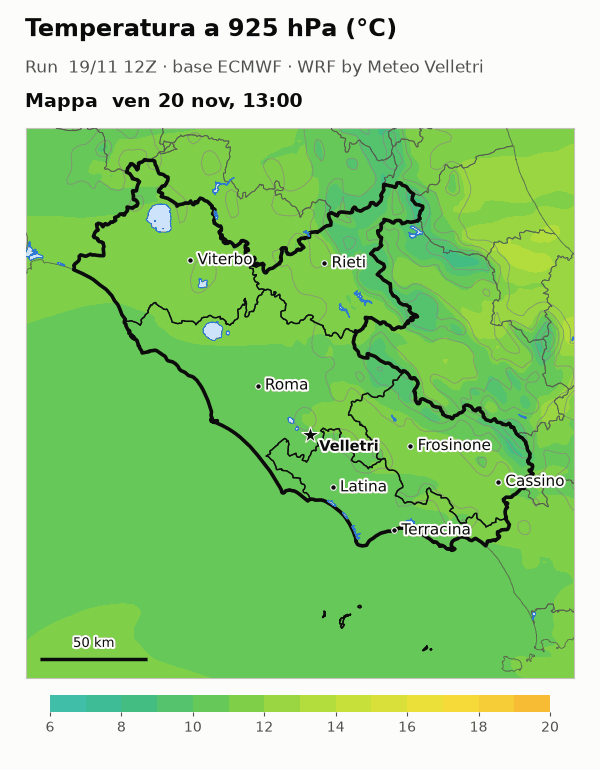 Temperatura a 925 hPa (°C)
Run  19/11 12Z · base ECMWF · WRF by Meteo Velletri
Mappa  ven 20 nov, 13:00
Viterbo
Rieti
Roma
Velletri
Frosinone
Cassino
Latina
Terracina
50 km
6 8 10 12 14 16 18 20